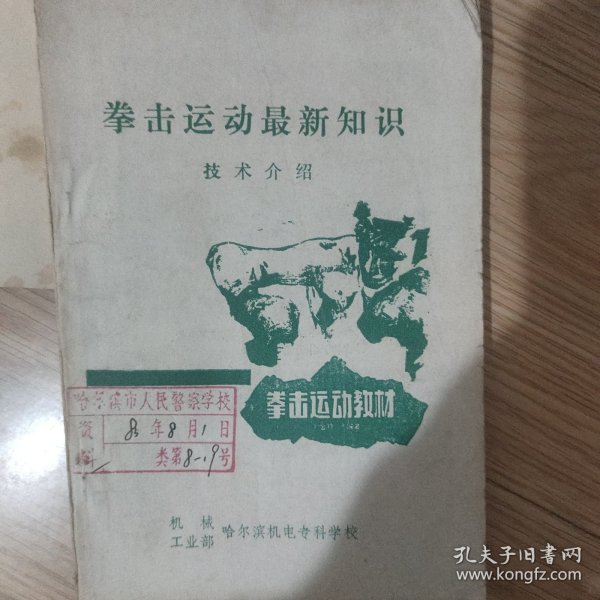 拳击运动最新知识
技术介绍
拳击运动教材
哈尔滨市人民警察学校
资料
年8月1日
类第8-19号
机械
工业部
哈尔滨机电专科学校
孔夫子旧书网
www.kongfz.com